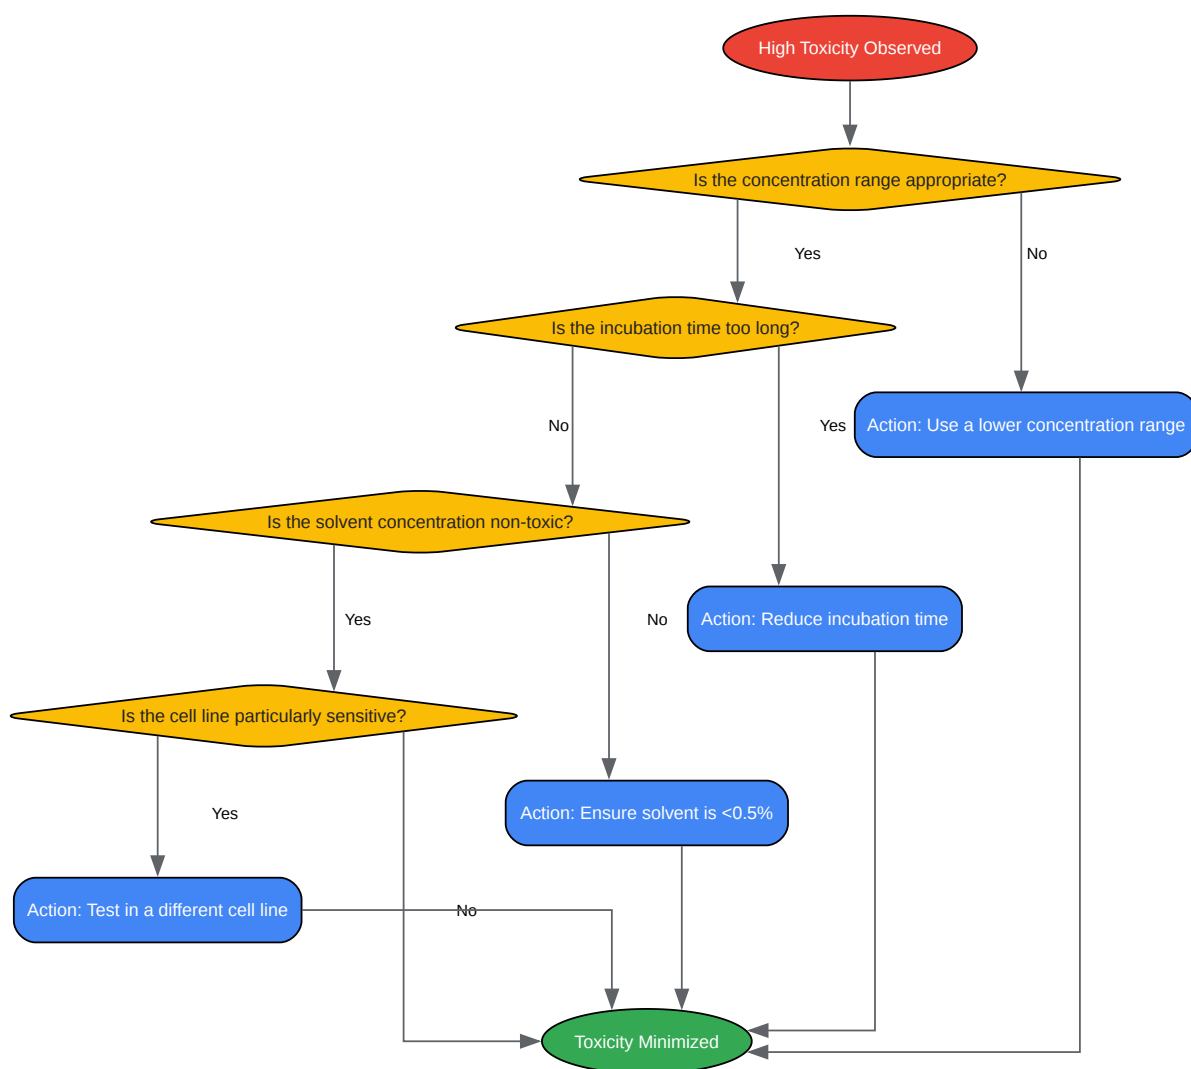 High Toxicity Observed
Is the concentration range appropriate?
Yes
No
Is the incubation time too long?
No
Yes
Action: Use a lower concentration range
Is the solvent concentration non-toxic?
Yes
No
Action: Reduce incubation time
Is the cell line particularly sensitive?
Yes
Action: Ensure solvent is <0.5%
Action: Test in a different cell line
No
Toxicity Minimized